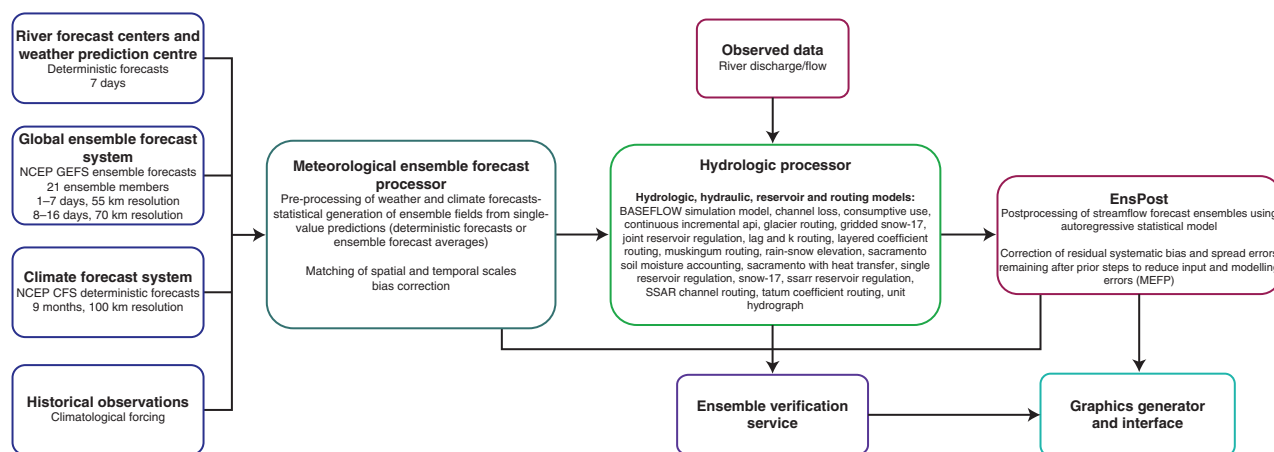 River forecast centers and
weather prediction centre
Deterministic forecasts
7 days
Global ensemble forecast
system
NCEP GEFS ensemble forecasts
21 ensemble members
1–7 days, 55 km resolution
8–16 days, 70 km resolution
Climate forecast system
NCEP CFS deterministic forecasts
9 months, 100 km resolution
Historical observations
Climatological forcing
Meteorological ensemble forecast
processor
Pre-processing of weather and climate forecasts-
statistical generation of ensemble fields from single-
value predictions (deterministic forecasts or
ensemble forecast averages)
Matching of spatial and temporal scales
bias correction
Observed data
River discharge/flow
Hydrologic processor
Hydrologic, hydraulic, reservoir and routing models:
BASEFLOW simulation model, channel loss, consumptive use,
continuous incremental api, glacier routing, gridded snow-17,
joint reservoir regulation, lag and k routing, layered coefficient
routing, muskingum routing, rain-snow elevation, sacramento
soil moisture accounting, sacramento with heat transfer, single
reservoir regulation, snow-17, ssarr reservoir regulation,
SSAR channel routing, tatum coefficient routing, unit
hydrograph
EnsPost
Postprocessing of streamflow forecast ensembles using
autoregressive statistical model
Correction of residual systematic bias and spread errors
remaining after prior steps to reduce input and modelling
errors (MEFP)
Ensemble verification
service
Graphics generator
and interface